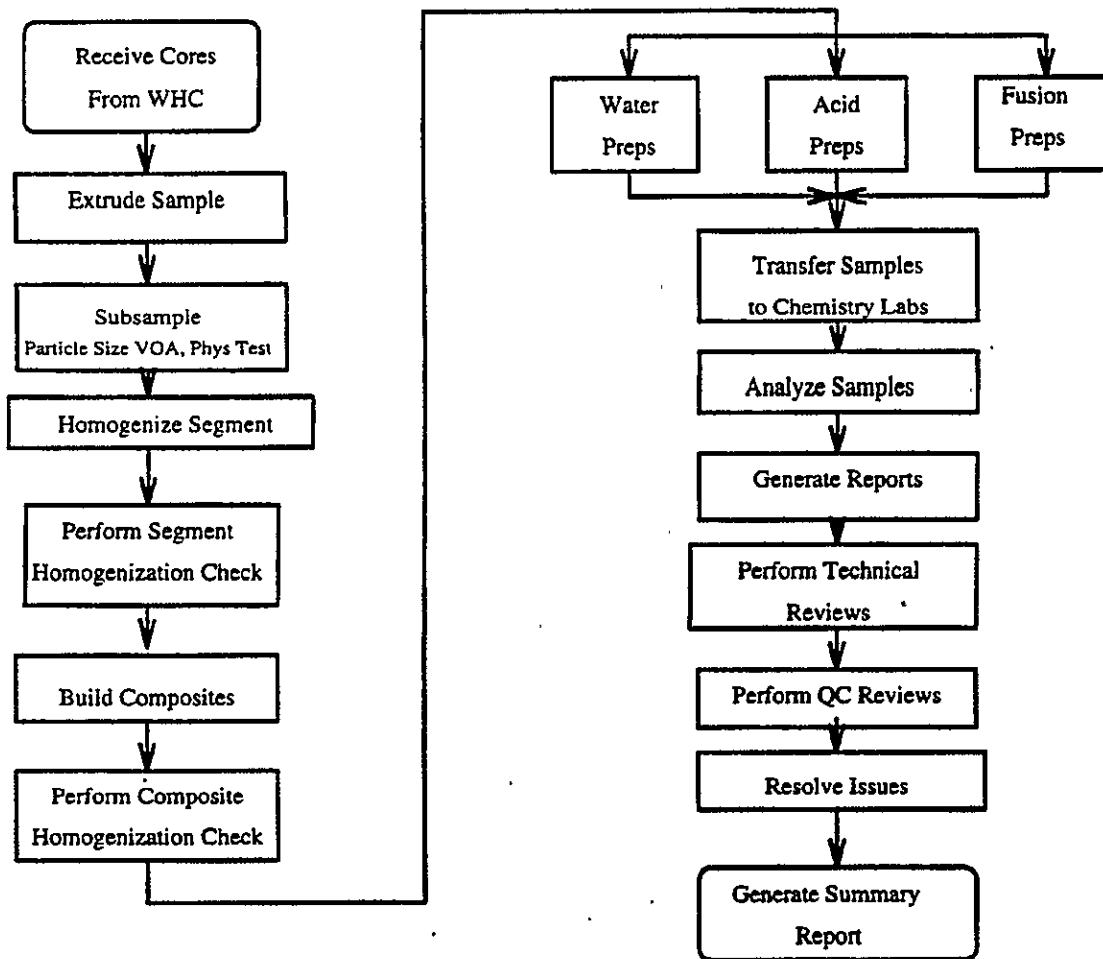 Receive Cores
From WHC
Extrude Sample
Subsample
Particle Size VOA, Phys Test
Homogenize Segment
Perform Segment
Homogenization Check
Build Composites
Perform Composite
Homogenization Check
Water
Preps
Acid
Preps
Fusion
Preps
Transfer Samples
to Chemistry Labs
Analyze Samples
Generate Reports
Perform Technical
Reviews
Perform QC Reviews
Resolve Issues
Generate Summary
Report